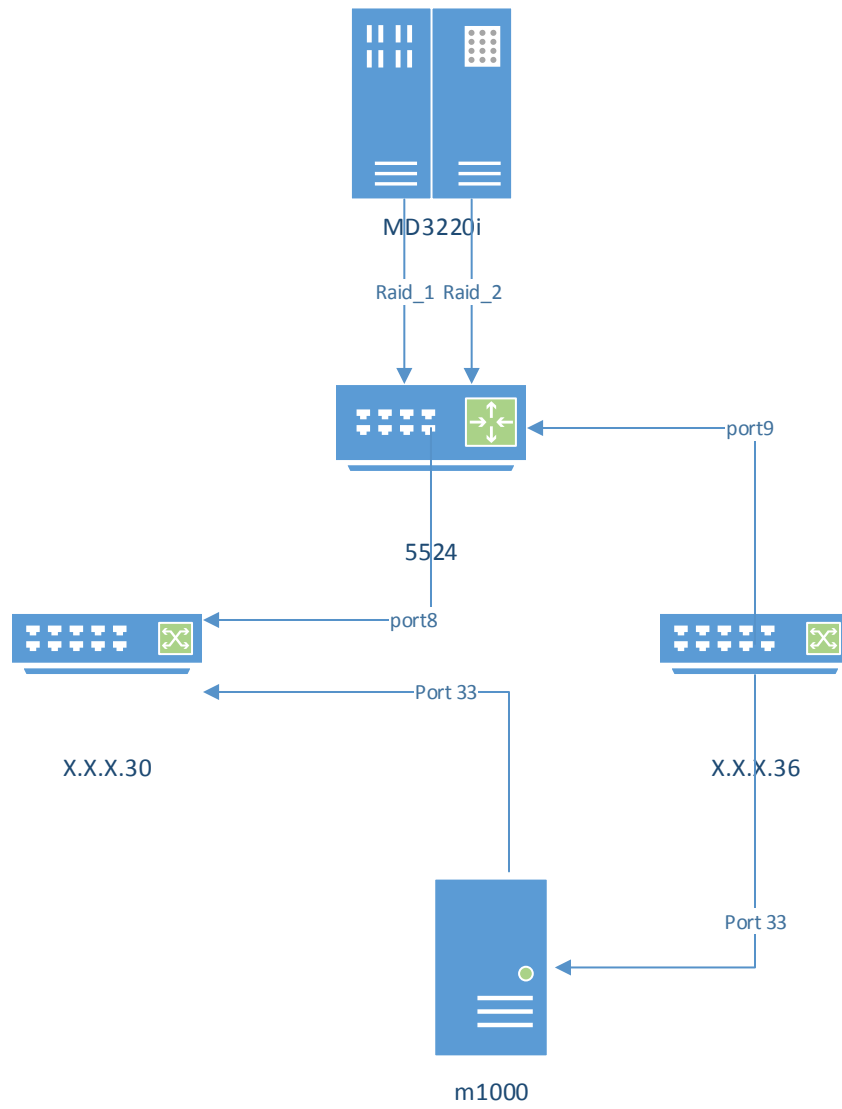 MD3220i
Raid_1
Raid_2
port9
5524
port8
Port 33
X.X.X.30
X.X.X.36
Port 33
m1000